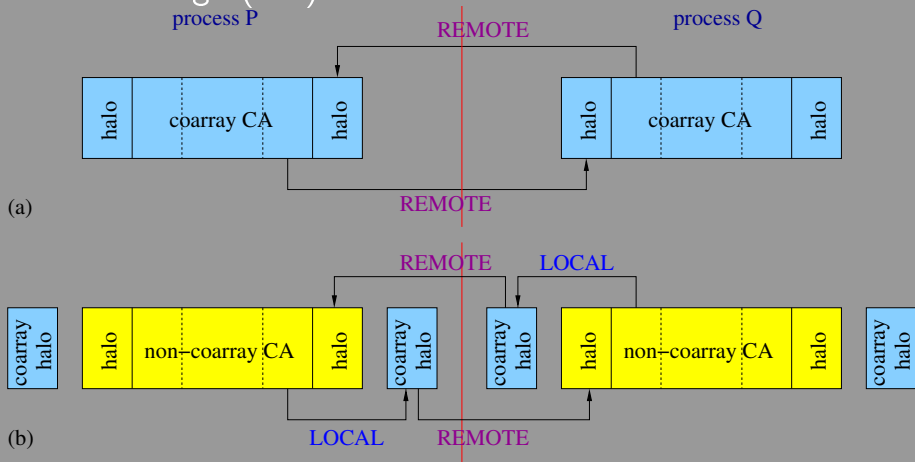 process P
process Q
REMOTE
halo
coarray CA
halo
halo
coarray CA
halo
REMOTE
(a)
REMOTE
LOCAL
coarray
halo
halo
non−coarray CA
halo
coarray
halo
coarray
halo
halo
non−coarray CA
halo
coarray
halo
LOCAL
REMOTE
(b)